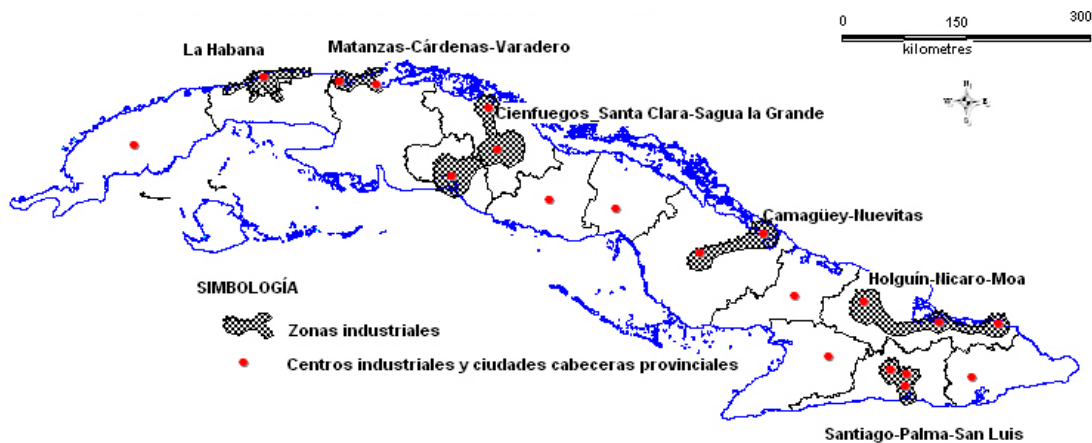 0 150 300
kilometres
La Habana
Matanzas-Cárdenas-Varadero
Cienfuegos_Santa Clara-Sagua la Grande
Camagüey-Nuevitas
Holguín-Nicaro-Moa
SIMBOLOGÍA
Zonas industriales
Centros industriales y ciudades cabeceras provinciales
Santiago-Palma-San Luis